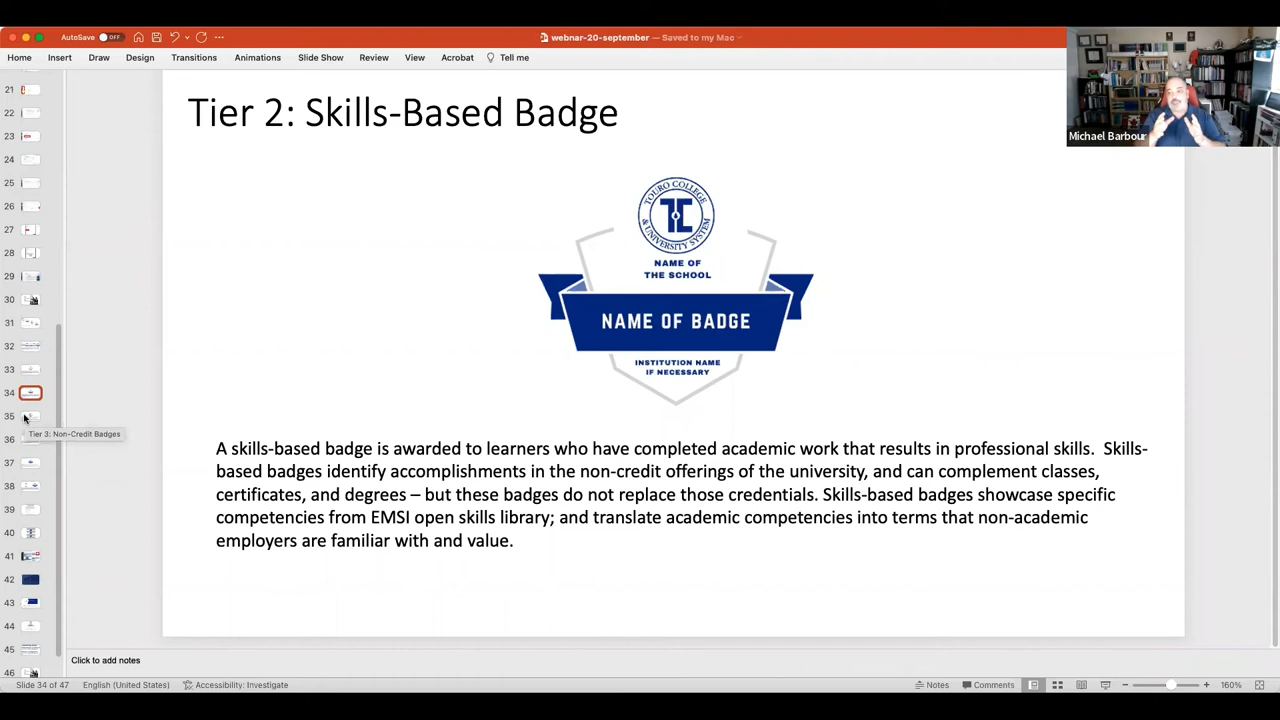 AutoSave OFF
webnar-20-september — Saved to my Mac
Home Insert Draw Design Transitions Animations Slide Show Review View Acrobat Tell me
Michael Barbour
21
22
23
24
25
26
27
28
29
30
31
32
33
34
35
36
37
38
39
40
41
42
43
44
45
46
Tier 3: Non-Credit Badges
Tier 2: Skills-Based Badge
TOURO COLLEGE
& UNIVERSITY SYSTEM
TC
NAME OF
THE SCHOOL
NAME OF BADGE
INSTITUTION NAME
IF NECESSARY
A skills-based badge is awarded to learners who have completed academic work that results in professional skills. Skills-
based badges identify accomplishments in the non-credit offerings of the university, and can complement classes,
certificates, and degrees – but these badges do not replace those credentials. Skills-based badges showcase specific
competencies from EMSI open skills library; and translate academic competencies into terms that non-academic
employers are familiar with and value.
Click to add notes
Slide 34 of 47 English (United States) Accessibility: Investigate Notes Comments 160%